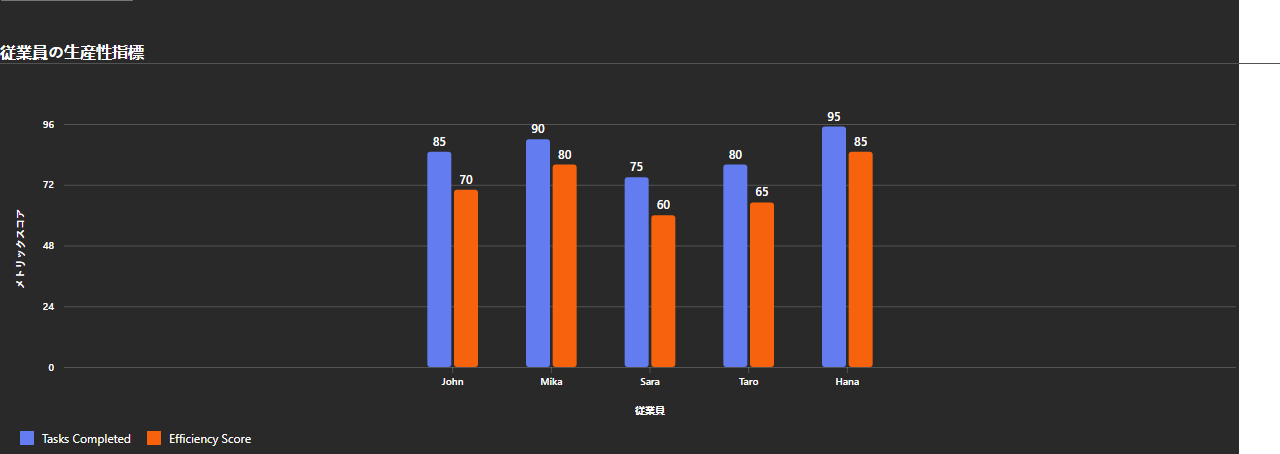 従業員の生産性指標
メトリックスコア
96
72
48
24
0
85
70
90
80
75
60
80
65
95
85
John
Mika
Sara
Taro
Hana
従業員
Tasks Completed
Efficiency Score